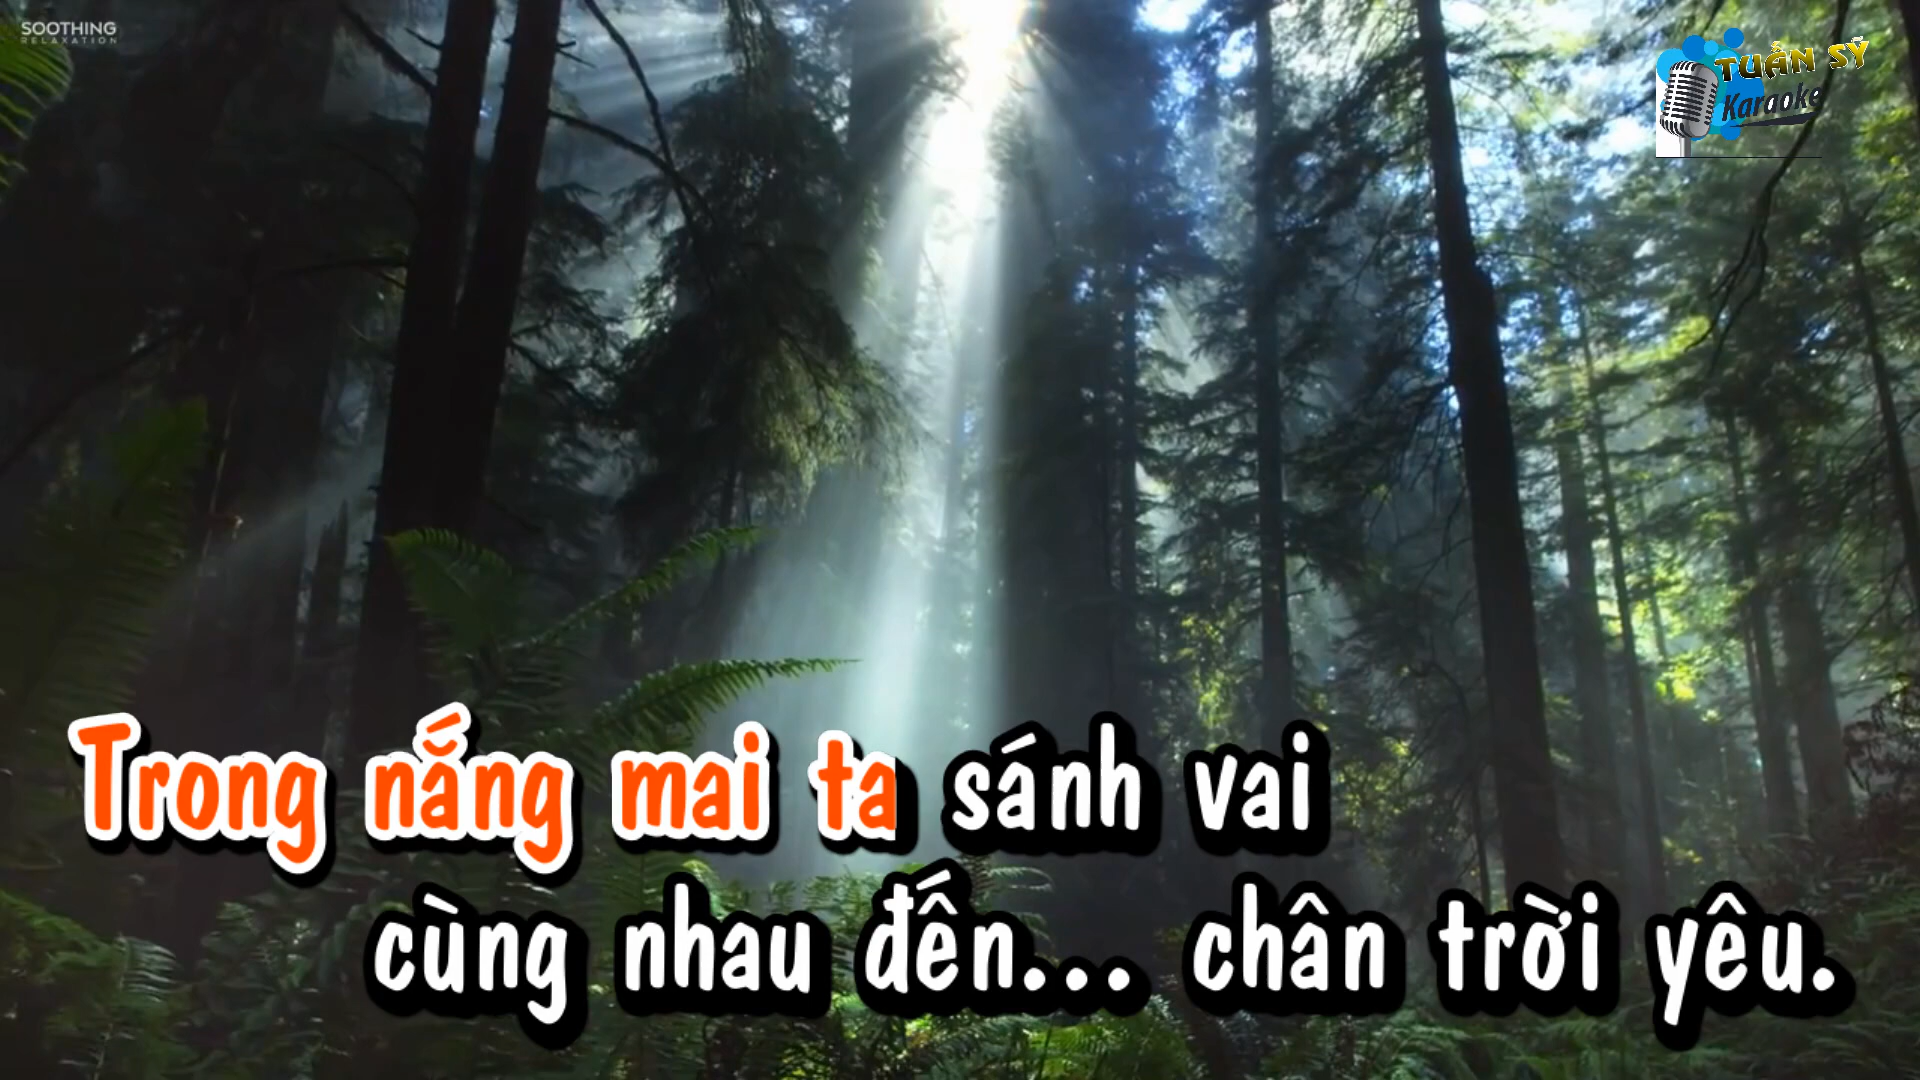 SOOTHING
RELAXATION
TUẤN SỸ
Karaoke
Trong nắng mai ta sánh vai
cùng nhau đến... chân trời yêu.